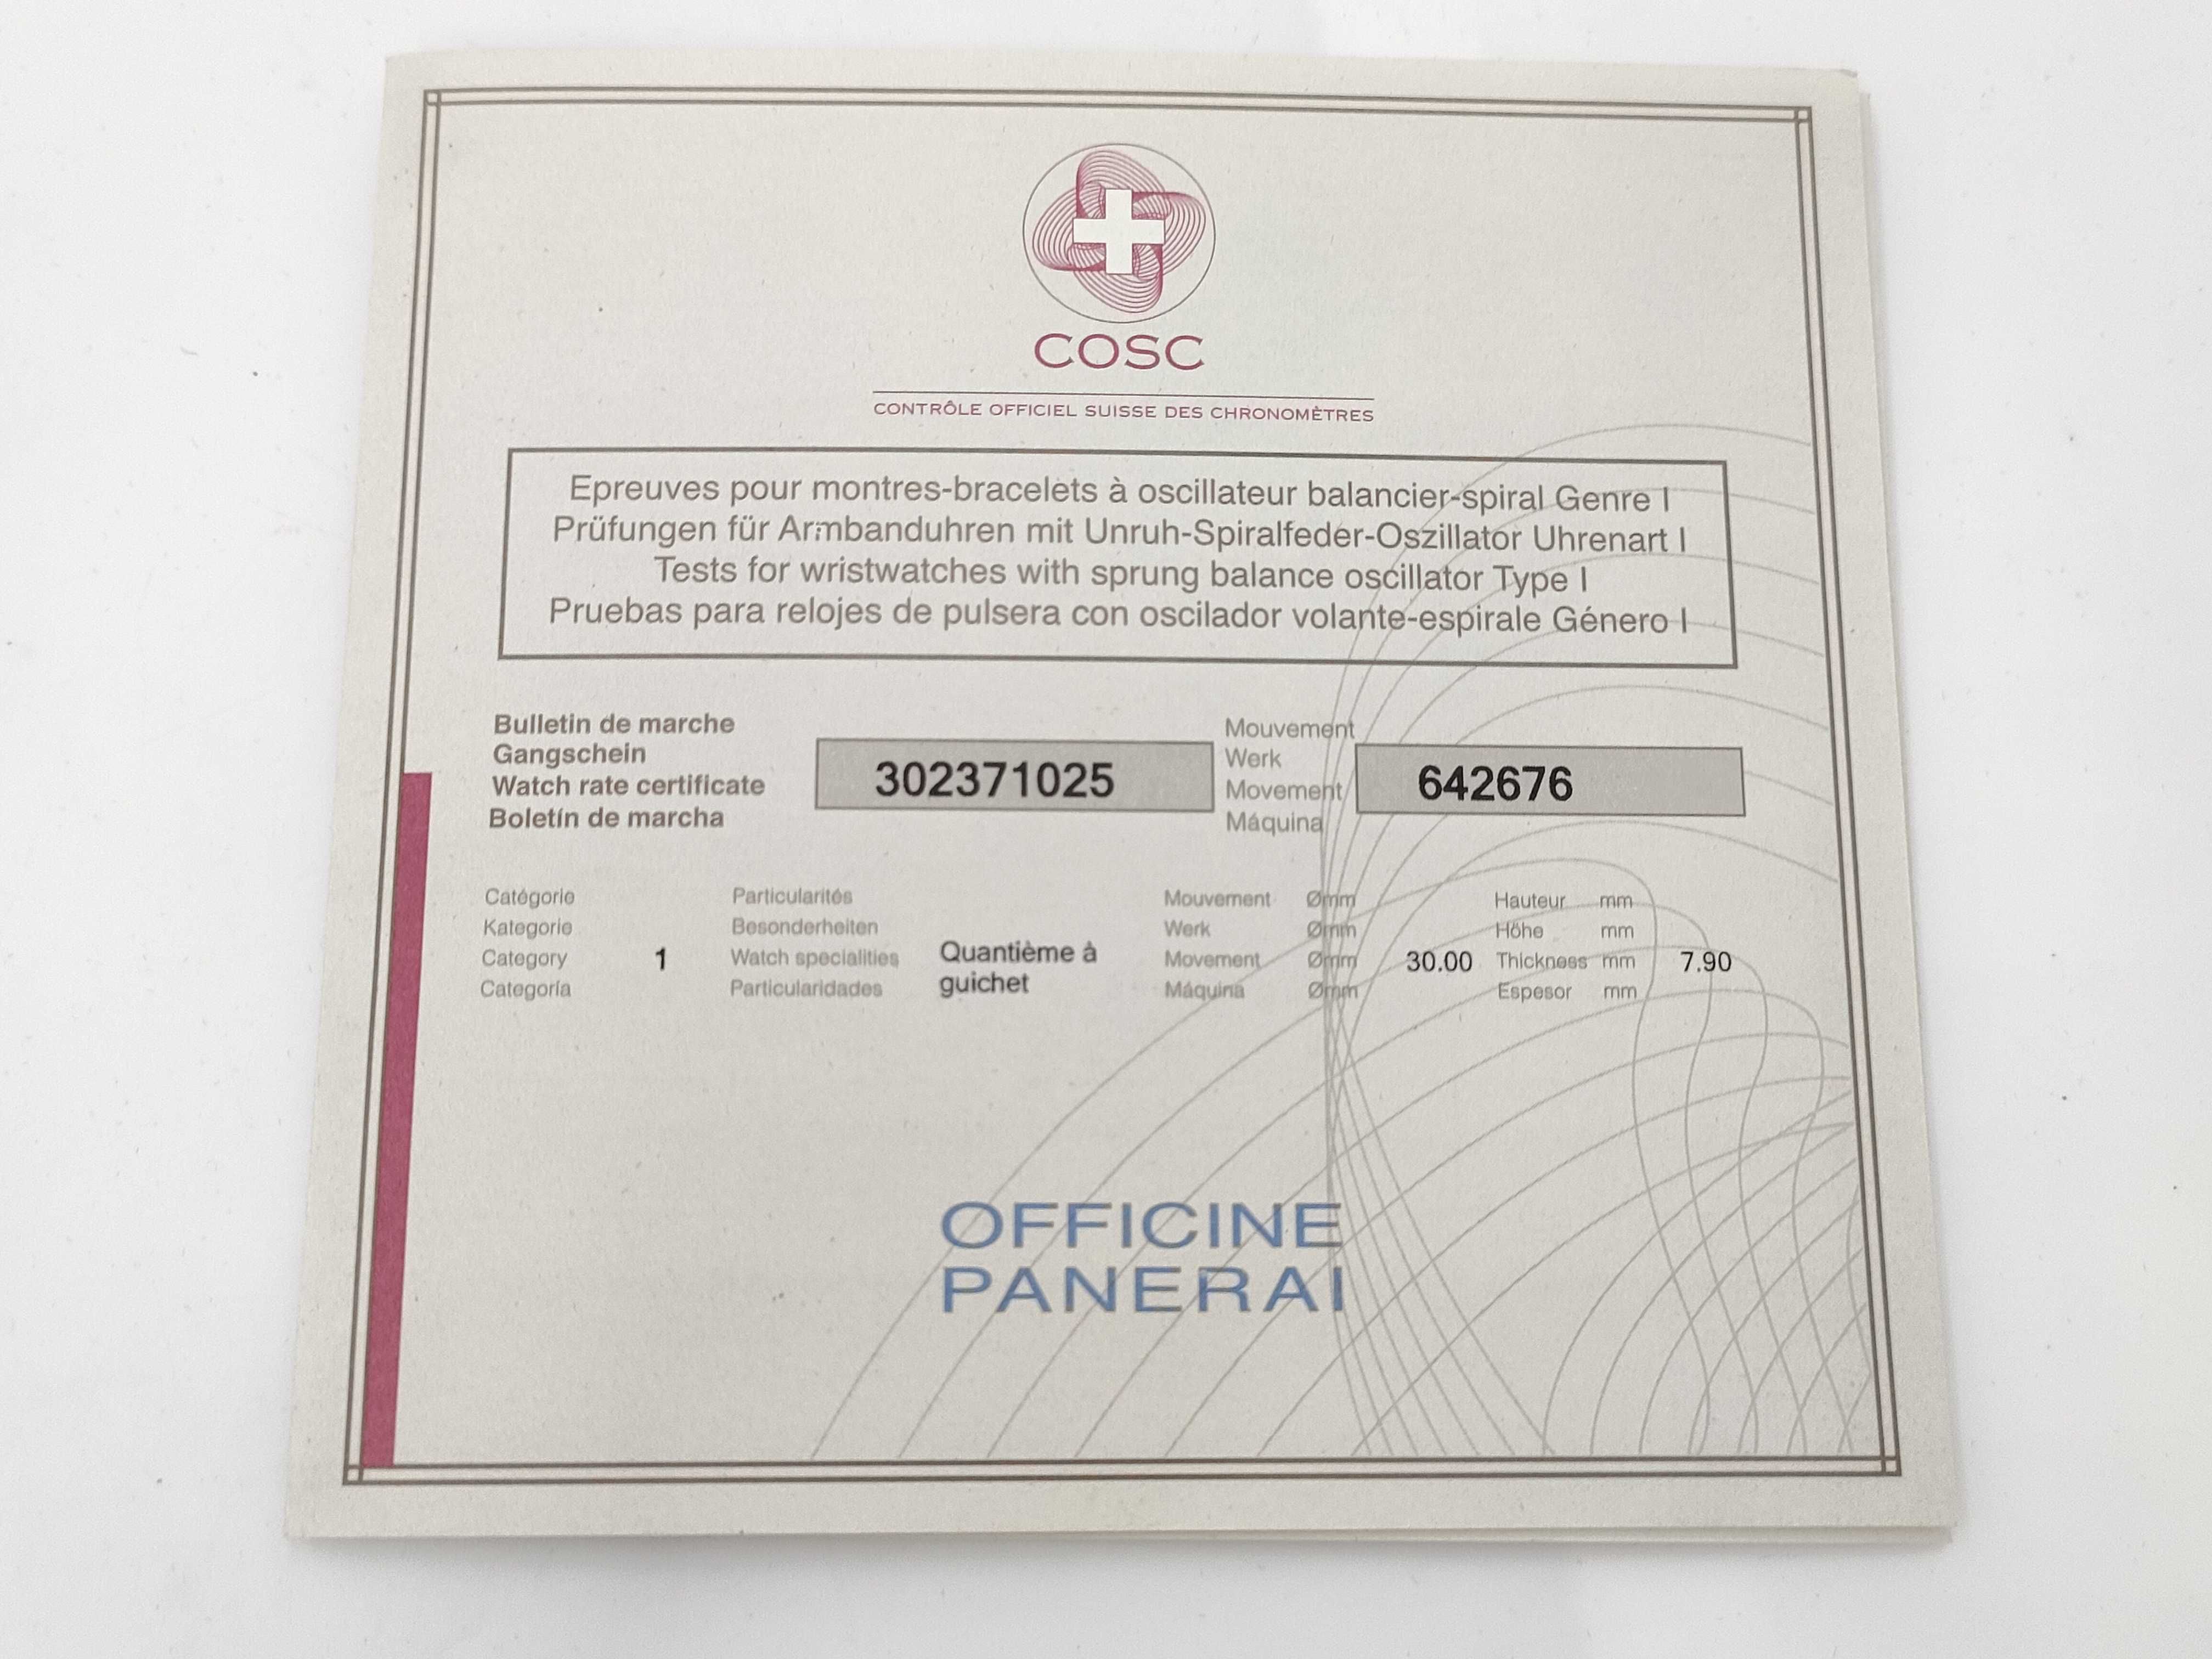 COSC
CONTRÔLE OFFICIEL SUISSE DES CHRONOMÈTRES
Epreuves pour montres-bracelets à oscillateur balancier-spiral Genre I
Prüfungen für Armbanduhren mit Unruh-Spiralfeder-Oszillator Uhrenart I
Tests for wristwatches with sprung balance oscillator Type I
Pruebas para relojes de pulsera con oscilador volante-espirale Género I
Bulletin de marche
Gangschein
Watch rate certificate
Boletín de marcha
302371025
Mouvement
Werk
Movement
Máquina
642676
Catégorie
Kategorie
Category
Categoría
1
Particularités
Besonderheiten
Watch specialities
Particularidades
Quantième à
guichet
Mouvement Ømm
Werk Ømm
Movement Ømm
Máquina Ømm
30.00
Hauteur mm
Höhe mm
Thickness mm
Espesor mm
7.90
OFFICINE
PANERAI